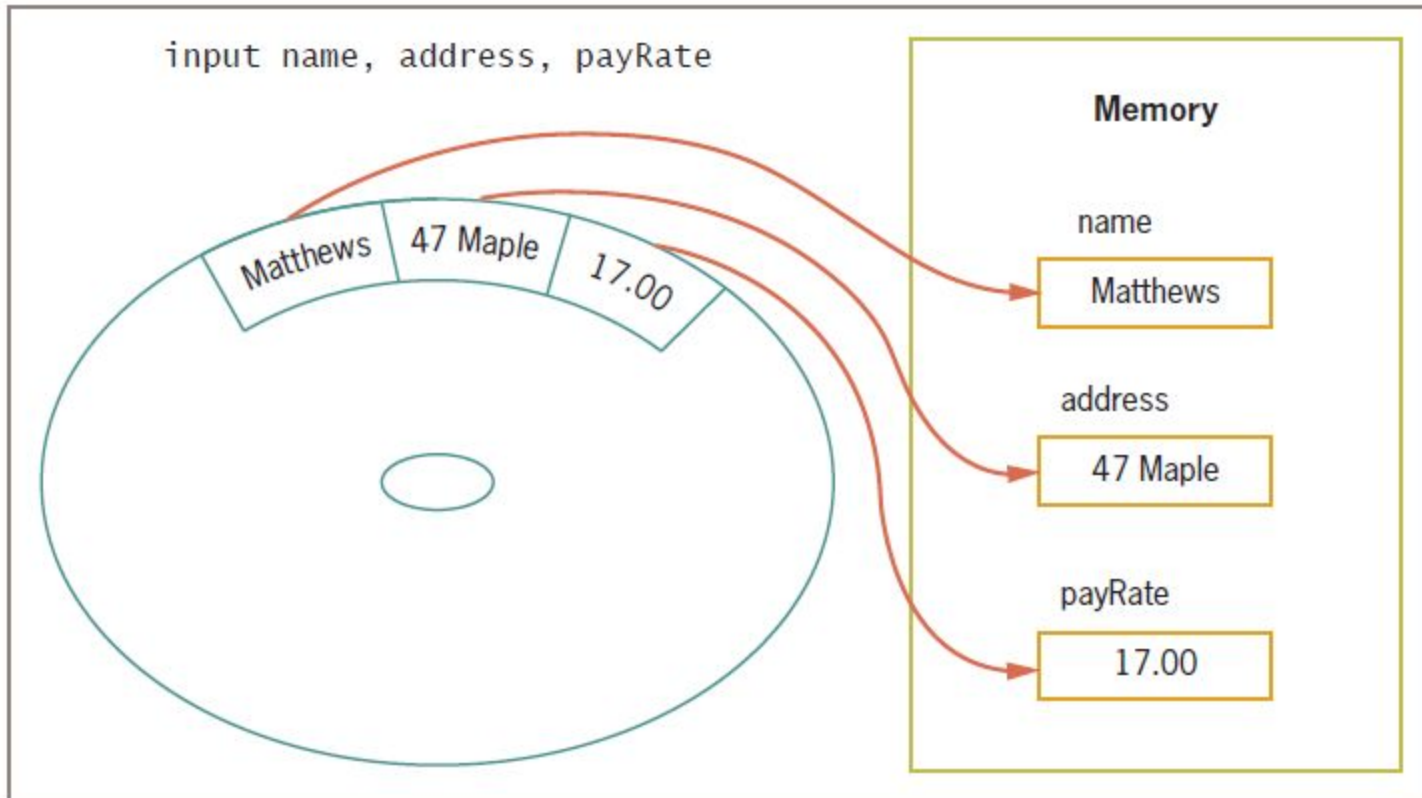 input name, address, payRate
Matthews
47 Maple
17.00
Memory
name
Matthews
address
47 Maple
payRate
17.00